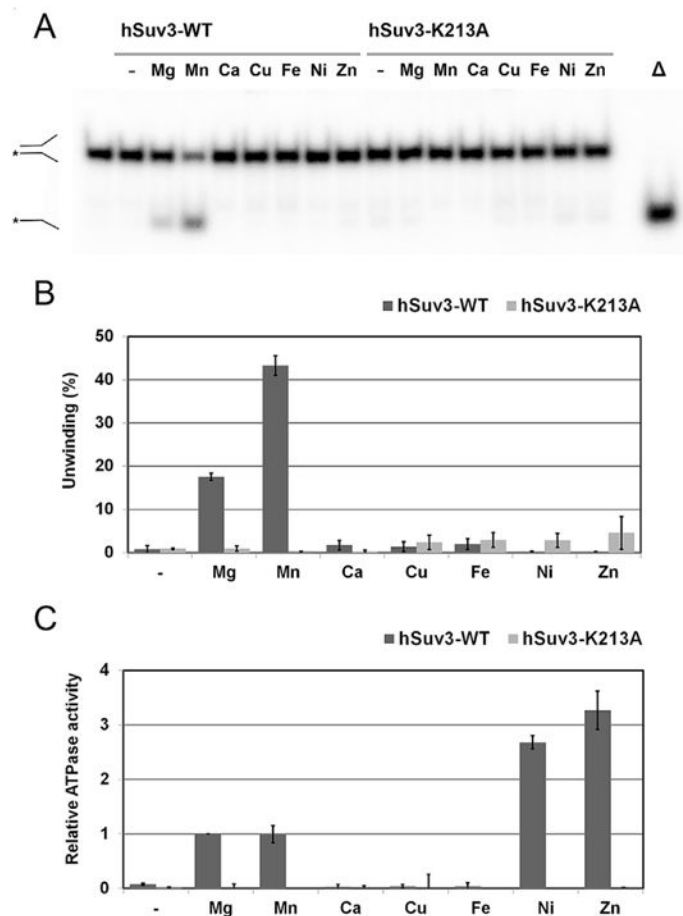 A
hSuv3-WT hSuv3-K213A
- Mg Mn Ca Cu Fe Ni Zn - Mg Mn Ca Cu Fe Ni Zn Δ
*
*
B
hSuv3-WT hSuv3-K213A
Unwinding (%)
50
40
30
20
10
0
- Mg Mn Ca Cu Fe Ni Zn
C
hSuv3-WT hSuv3-K213A
Relative ATPase activity
4
3
2
1
0
- Mg Mn Ca Cu Fe Ni Zn